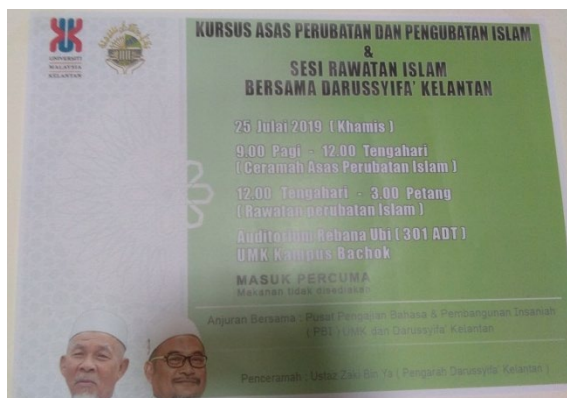 UNIVERSITI
MALAYSIA
KELANTAN
KURSUS ASAS PERUBATAN DAN PENGUBATAN ISLAM
&
SESI RAWATAN ISLAM
BERSAMA DARUSSYIFA' KELANTAN
25 Julai 2019 ( Khamis )
9.00 Pagi - 12.00 Tengahari
( Ceramah Asas Perubatan Islam )
12.00 Tengahari - 3.00 Petang
( Rawatan perubatan Islam )
Auditorium Rebana Ubi ( 301 ADT )
UMK Kampus Bachok
MASUK PERCUMA
Makanan tidak disediakan
Anjuran Bersama : Pusat Pengajian Bahasa & Pembangunan Insaniah
( PBI ) UMK dan Darussyifa' Kelantan
Penceramah : Ustaz Zaki Bin Ya ( Pengarah Darussyifa' Kelantan )